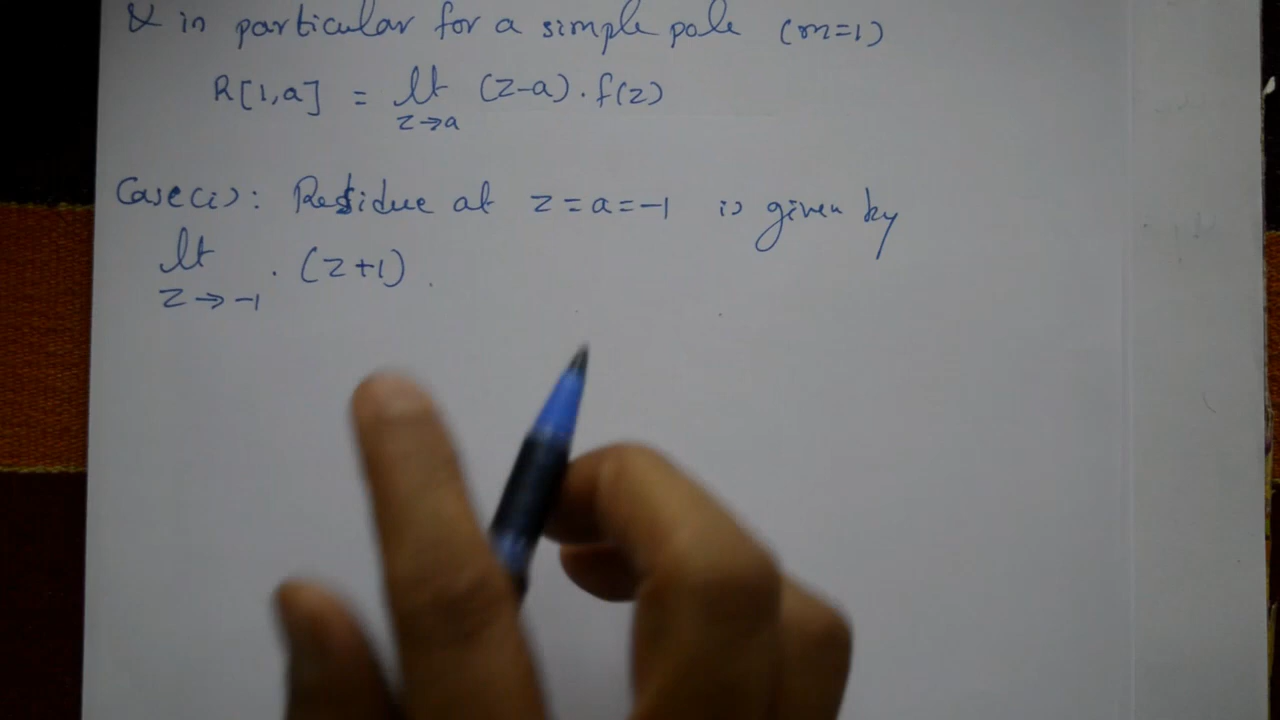 & in particular for a simple pole (m=1)
R[1,a] = lt (z-a). f(z)
z→a
Case(i): Residue at z=a=-1 is given by
lt . (z+1) .
z→-1